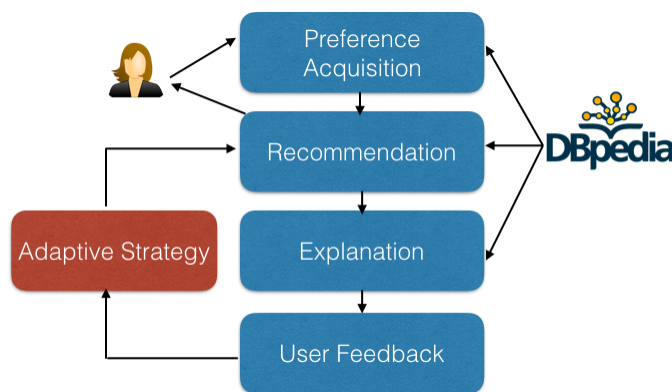 Preference
Acquisition
Recommendation
DBpedia
Adaptive Strategy
Explanation
User Feedback